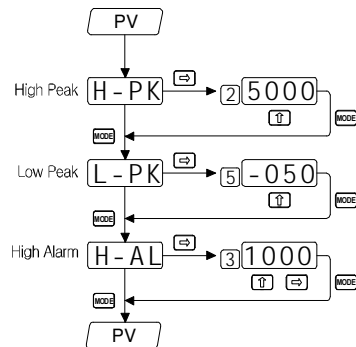 PV
High Peak H-PK ⇨ 2 5000
⇧ MODE
MODE
Low Peak L-PK ⇨ 5 -050
⇧ MODE
MODE
High Alarm H-AL ⇨ 3 1000
⇧ ⇨ MODE
MODE
PV